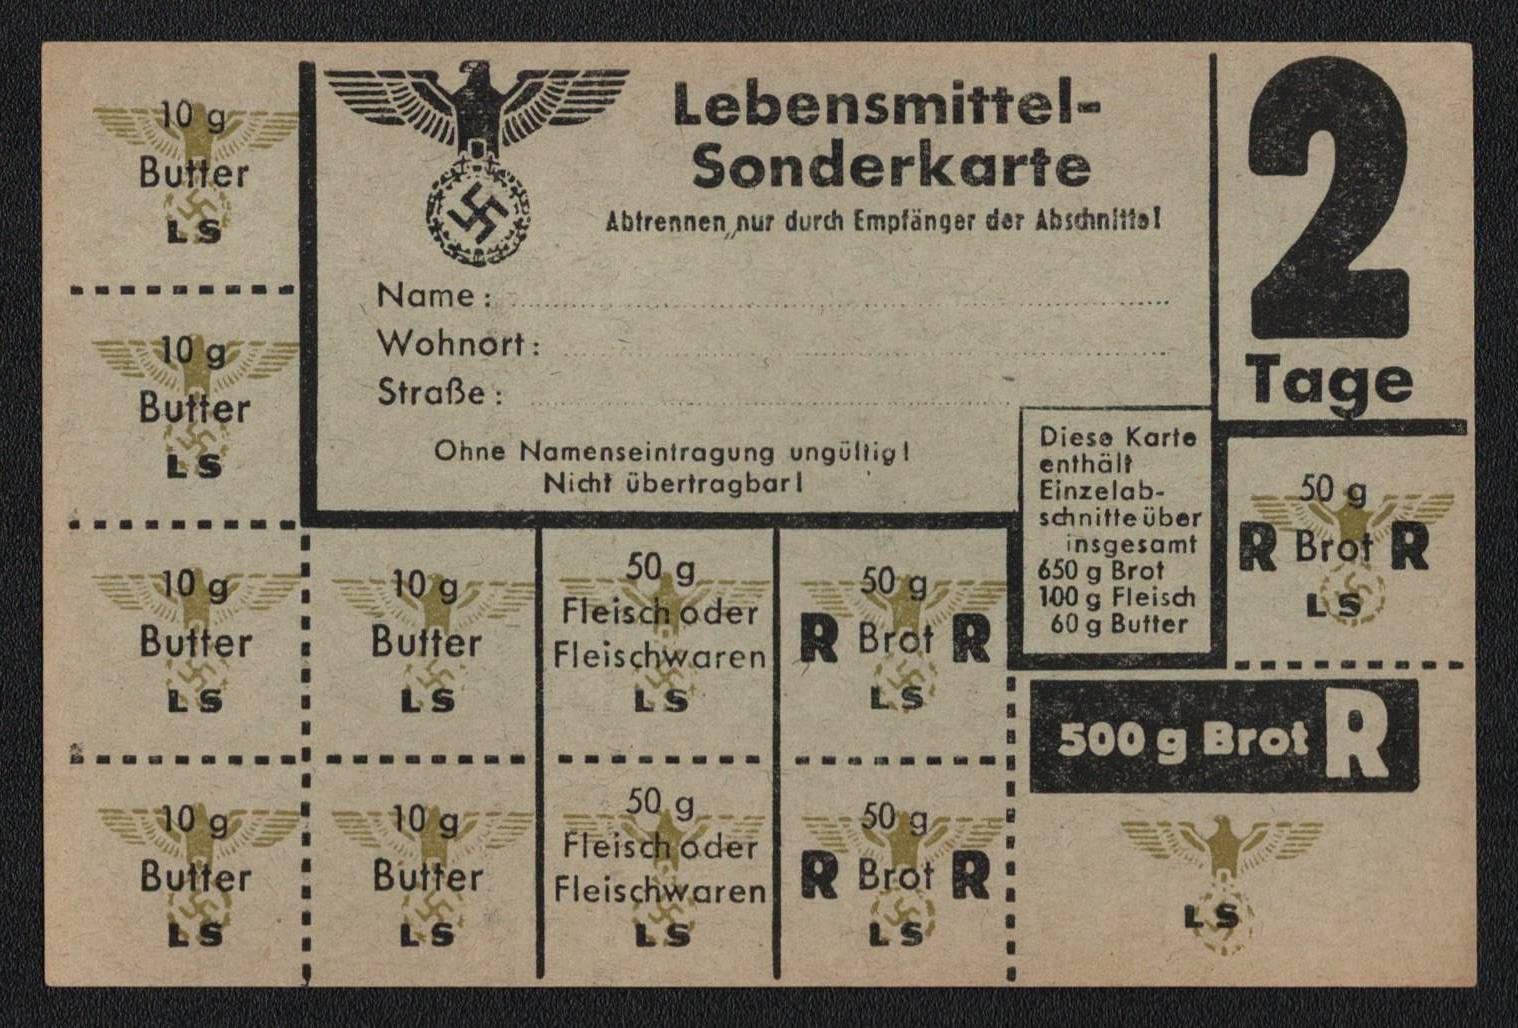 10 g
Butter
LS
10 g
Butter
LS
10 g
Butter
LS
10 g
Butter
LS
Lebensmittel-
Sonderkarte
Abtrennen nur durch Empfänger der Abschnitte!
Name:
Wohnort:
Straße:
Ohne Namenseintragung ungültig!
Nicht übertragbar!
2
Tage
Diese Karte
enthält
Einzelab-
schnitte über
insgesamt
650 g Brot
100 g Fleisch
60 g Butter
50 g
R Brot R
LS
10 g
Butter
LS
50 g
Fleisch oder
Fleischwaren
LS
50 g
R Brot R
LS
500 g Brot R
LS
10 g
Butter
LS
50 g
Fleisch oder
Fleischwaren
LS
50 g
R Brot R
LS